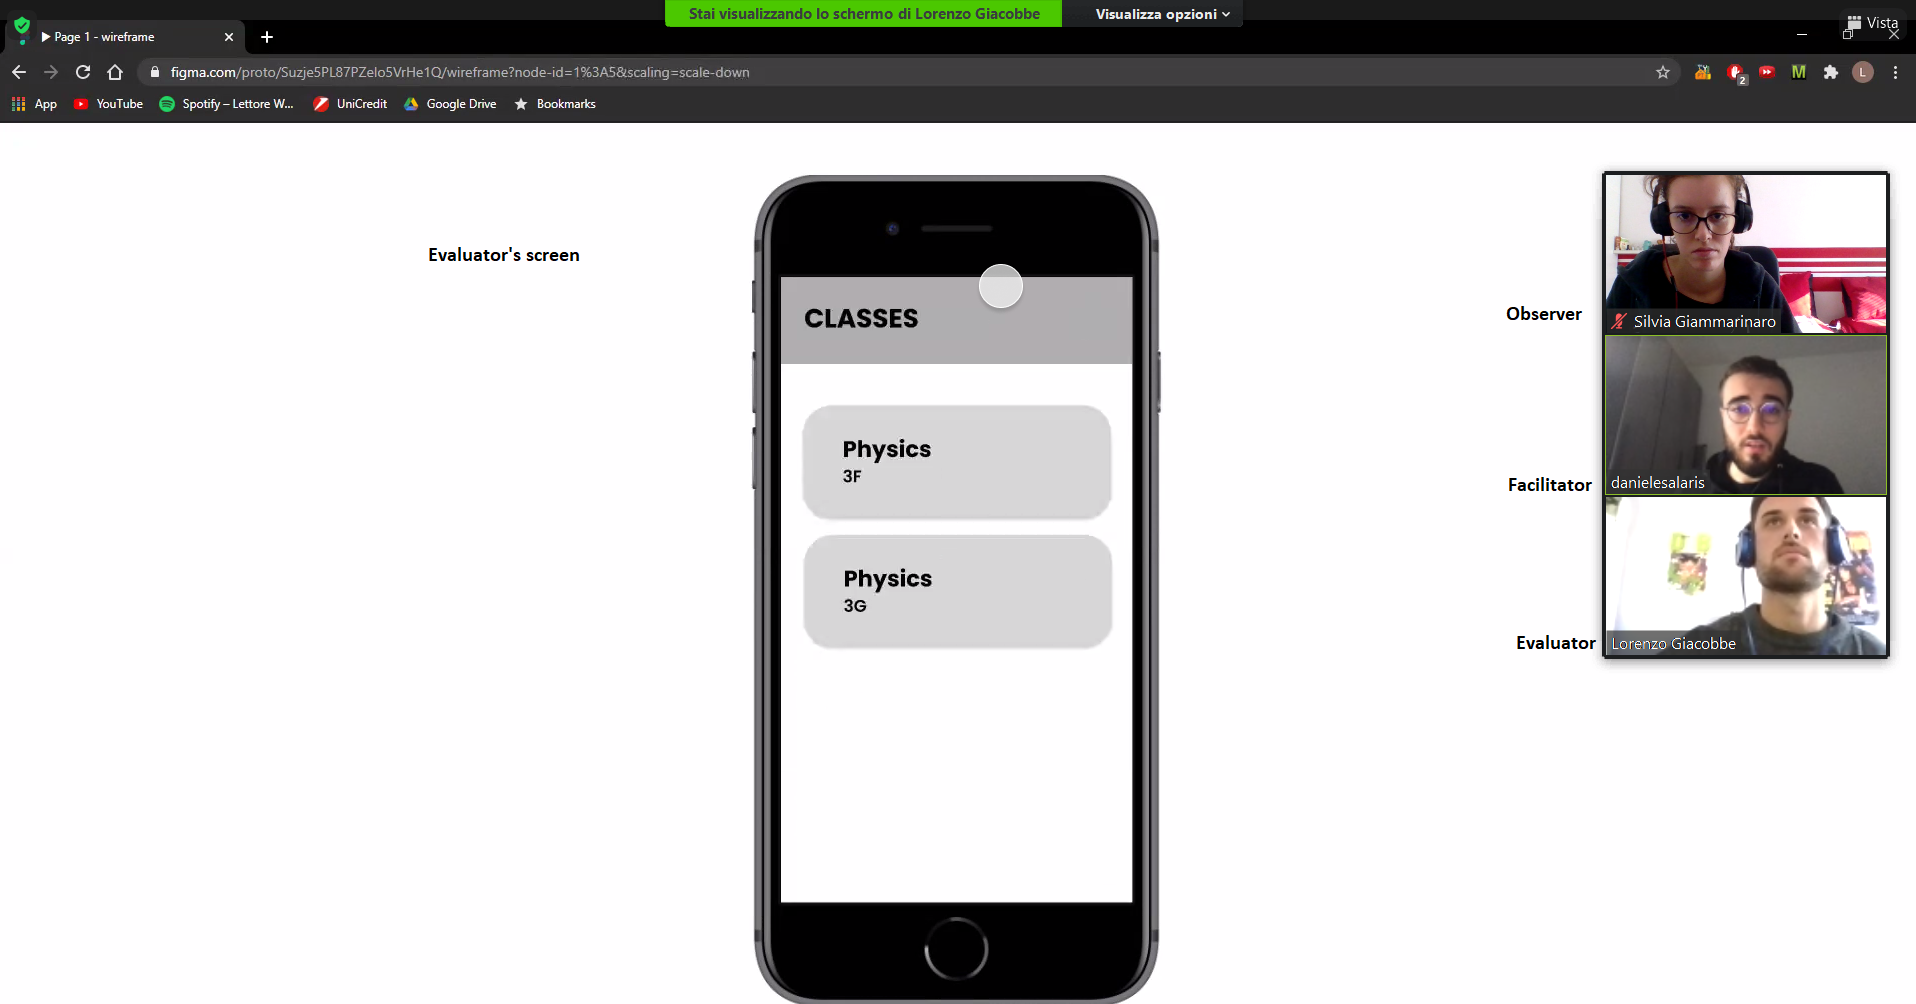 Stai visualizzando lo schermo di Lorenzo Giacobbe
Visualizza opzioni
Vista
Page 1 - wireframe
figma.com/proto/Suzje5PL87PZelo5VrHe1Q/wireframe?node-id=1%3A5&scaling=scale-down
2
M
L
App
YouTube
Spotify – Lettore W...
UniCredit
Google Drive
Bookmarks
Evaluator's screen
CLASSES
Physics
3F
Physics
3G
Observer
Silvia Giammarinaro
Facilitator
danielesalaris
Evaluator
Lorenzo Giacobbe